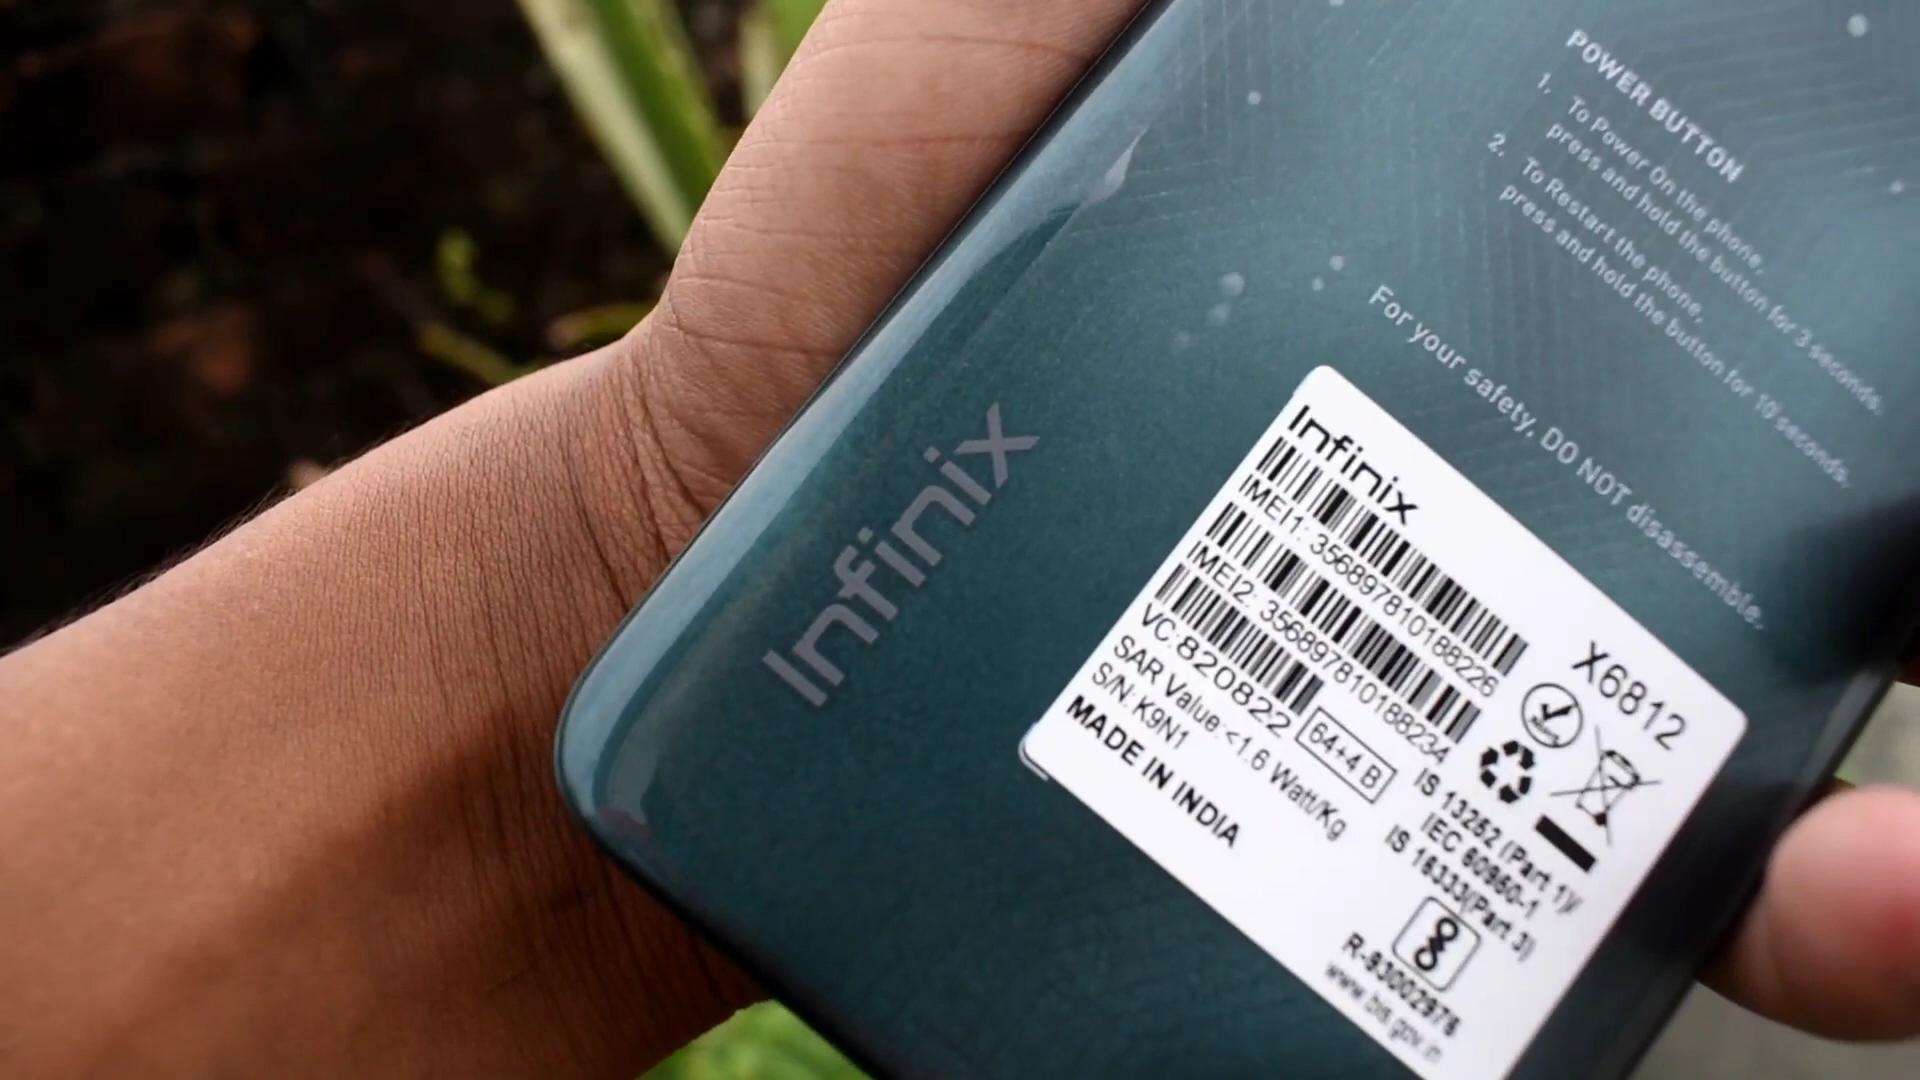 POWER BUTTON
1. To Power On the phone,
press and hold the button for 3 seconds.
2. To Restart the phone,
press and hold the button for 10 seconds.
For your safety, DO NOT disassemble.
Infinix
Infinix
IMEI1: 356897810188226
IMEI2: 356897810188234
VC:820822
64+4 B
SAR Value:<1.6 Watt/Kg
S/N: K9N1
MADE IN INDIA
X6812
IS 13252 (Part 1)/
IEC 60950-1
IS 16333(Part 3)
R-93002976
www.bis.gov.in